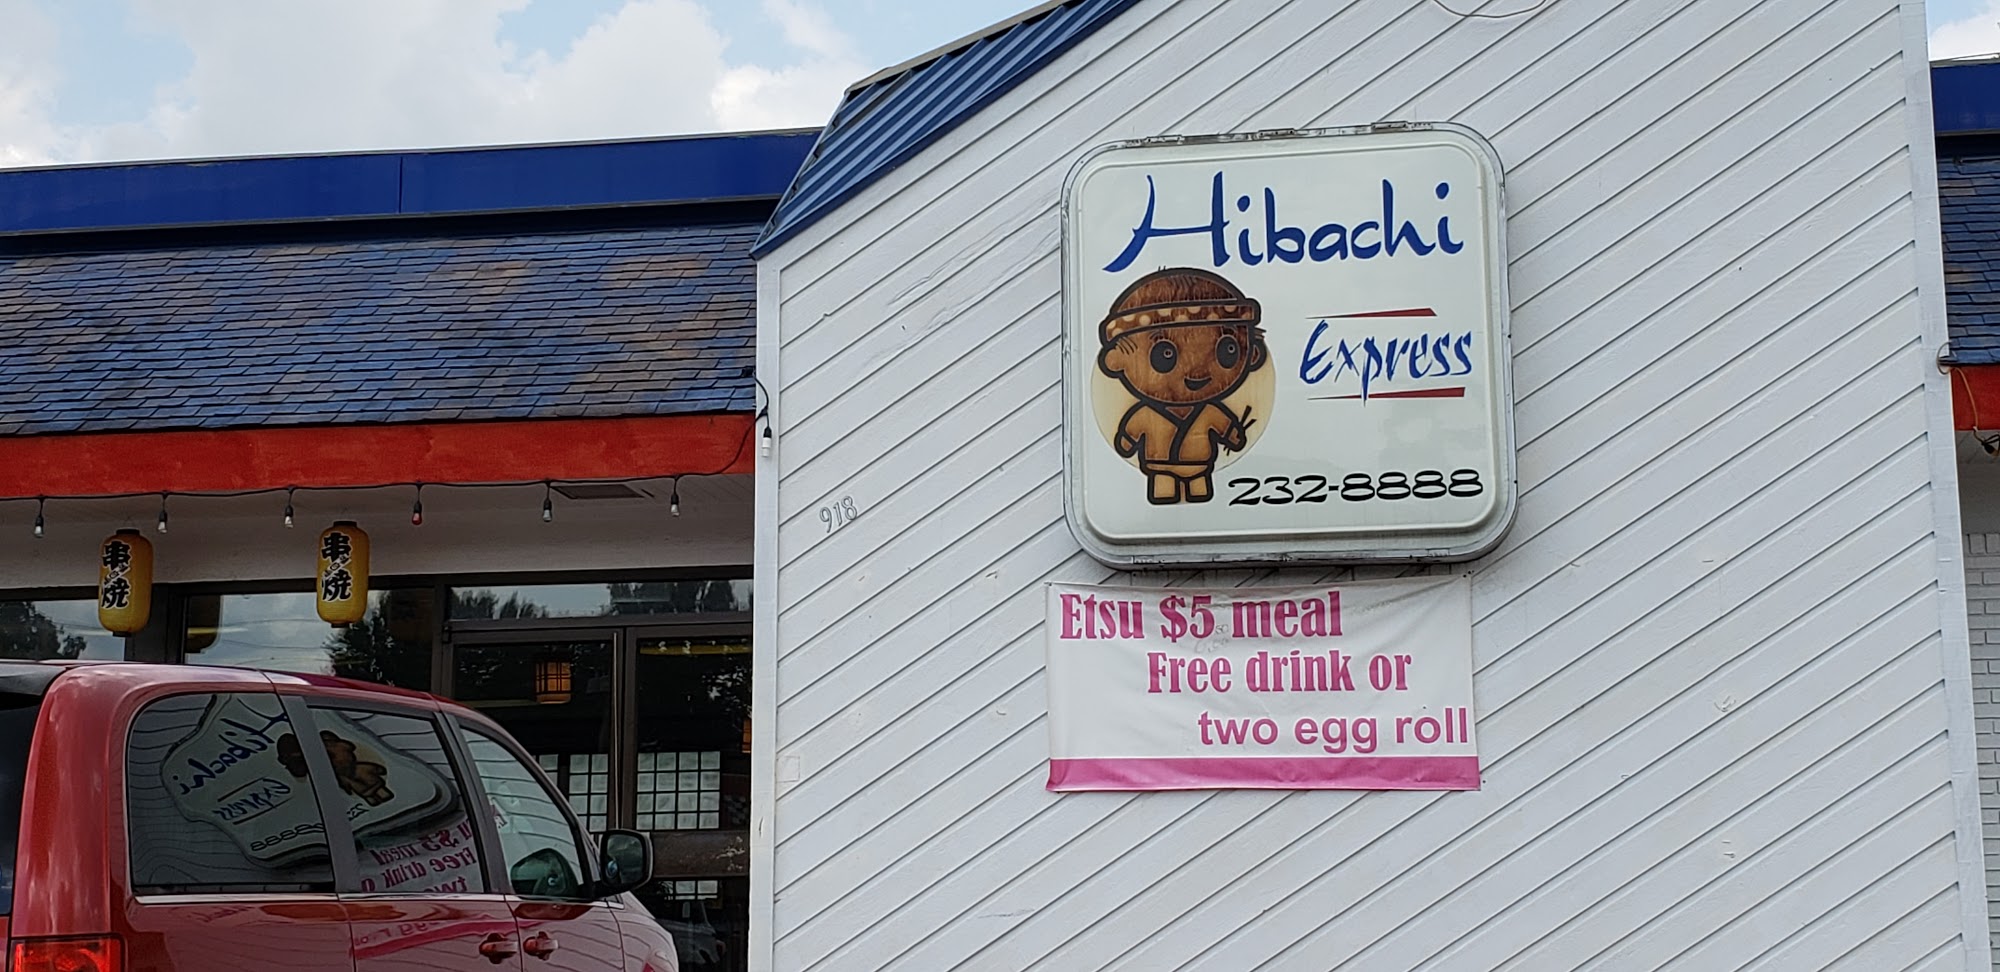 Hibachi
Express
232-8888
918
Etsu $5 meal
Free drink or
two egg roll
串
焼
串
焼